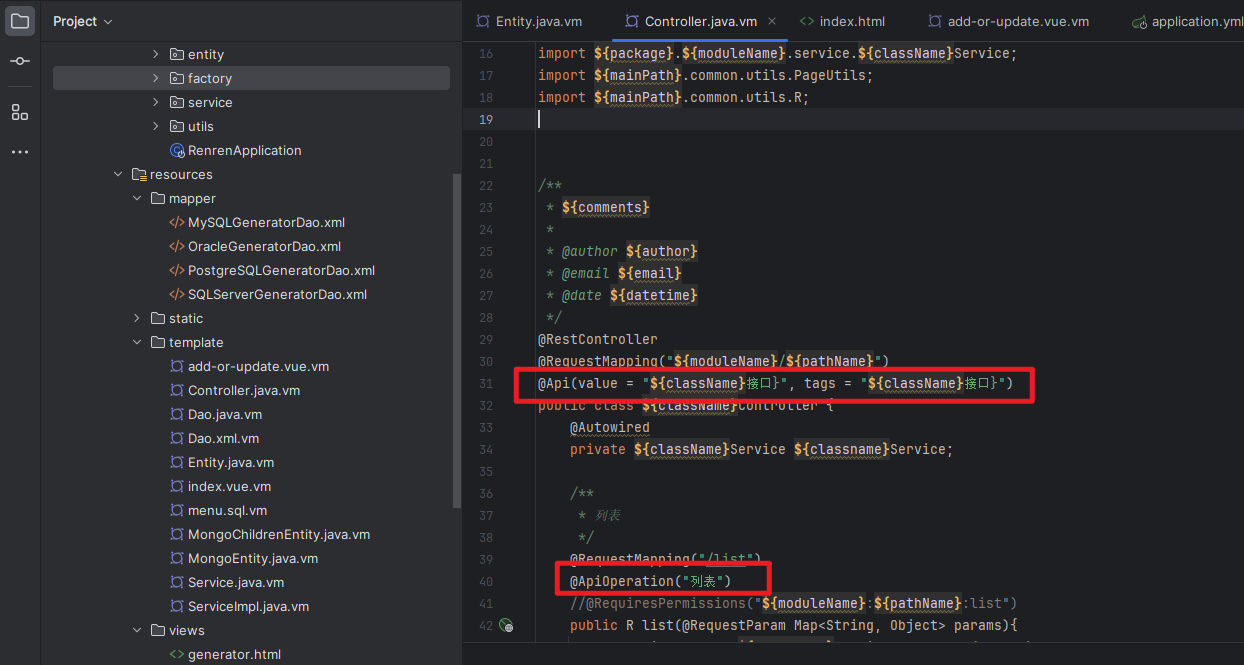 Project
entity
factory
service
utils
RenrenApplication
resources
mapper
MySQLGeneratorDao.xml
OracleGeneratorDao.xml
PostgreSQLGeneratorDao.xml
SQLServerGeneratorDao.xml
static
template
add-or-update.vue.vm
Controller.java.vm
Dao.java.vm
Dao.xml.vm
Entity.java.vm
index.vue.vm
menu.sql.vm
MongoChildrenEntity.java.vm
MongoEntity.java.vm
Service.java.vm
ServiceImpl.java.vm
views
generator.html
Entity.java.vm Controller.java.vm index.html add-or-update.vue.vm application.yml
16 import ${package}.${moduleName}.service.${className}Service;
17 import ${mainPath}.common.utils.PageUtils;
18 import ${mainPath}.common.utils.R;
19
20
21
22 /**
23 * ${comments}
24 *
25 * @author ${author}
26 * @email ${email}
27 * @date ${datetime}
28 */
29 @RestController
30 @RequestMapping("${moduleName}/${pathName}")
31 @Api(value = "${className}接口}", tags = "${className}接口}")
32 public class ${className}Controller {
33 @Autowired
34 private ${className}Service ${classname}Service;
35
36 /**
37 * 列表
38 */
39 @RequestMapping("/list")
40 @ApiOperation("列表")
41 //@RequiresPermissions("${moduleName}:${pathName}:list")
42 public R list(@RequestParam Map<String, Object> params){